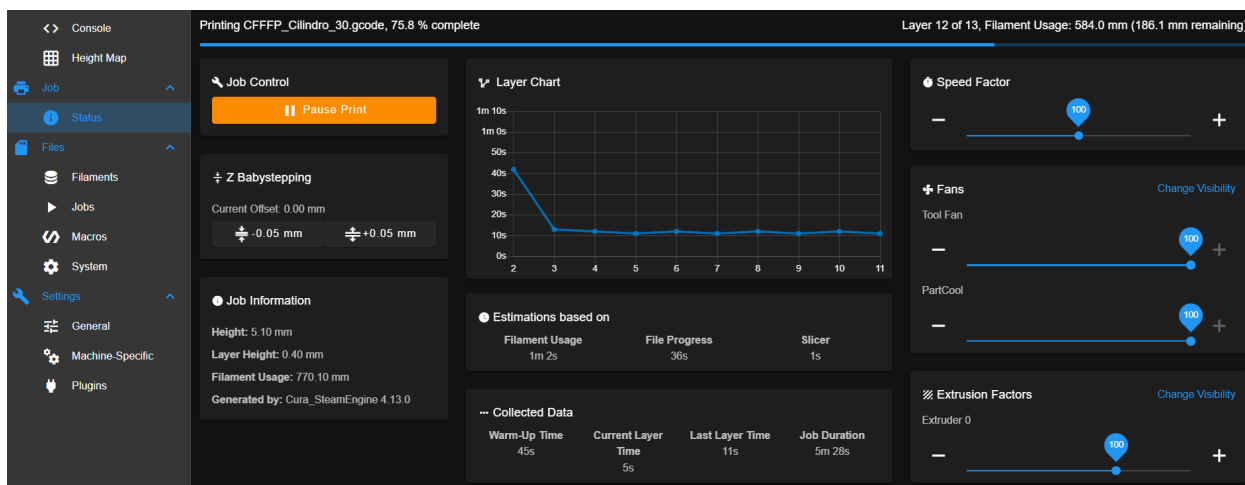 Console
Height Map
Job
Status
Files
Filaments
Jobs
Macros
System
Settings
General
Machine-Specific
Plugins
Printing CFFFP_Cilindro_30.gcode, 75.8 % complete
Layer 12 of 13, Filament Usage: 584.0 mm (186.1 mm remaining)
Job Control
Pause Print
Z Babystepping
Current Offset: 0.00 mm
-0.05 mm +0.05 mm
Job Information
Height: 5.10 mm
Layer Height: 0.40 mm
Filament Usage: 770.10 mm
Generated by: Cura_SteamEngine 4.13.0
Layer Chart
1m 10s
1m 0s
50s
40s
30s
20s
10s
0s
2 3 4 5 6 7 8 9 10 11
Estimations based on
Filament Usage File Progress Slicer
1m 2s 36s 1s
Collected Data
Warm-Up Time Current Layer Last Layer Time Job Duration
45s Time 11s 5m 28s
5s
Speed Factor
100
Fans Change Visibility
Tool Fan
100
PartCool
100
Extrusion Factors Change Visibility
Extruder 0
100